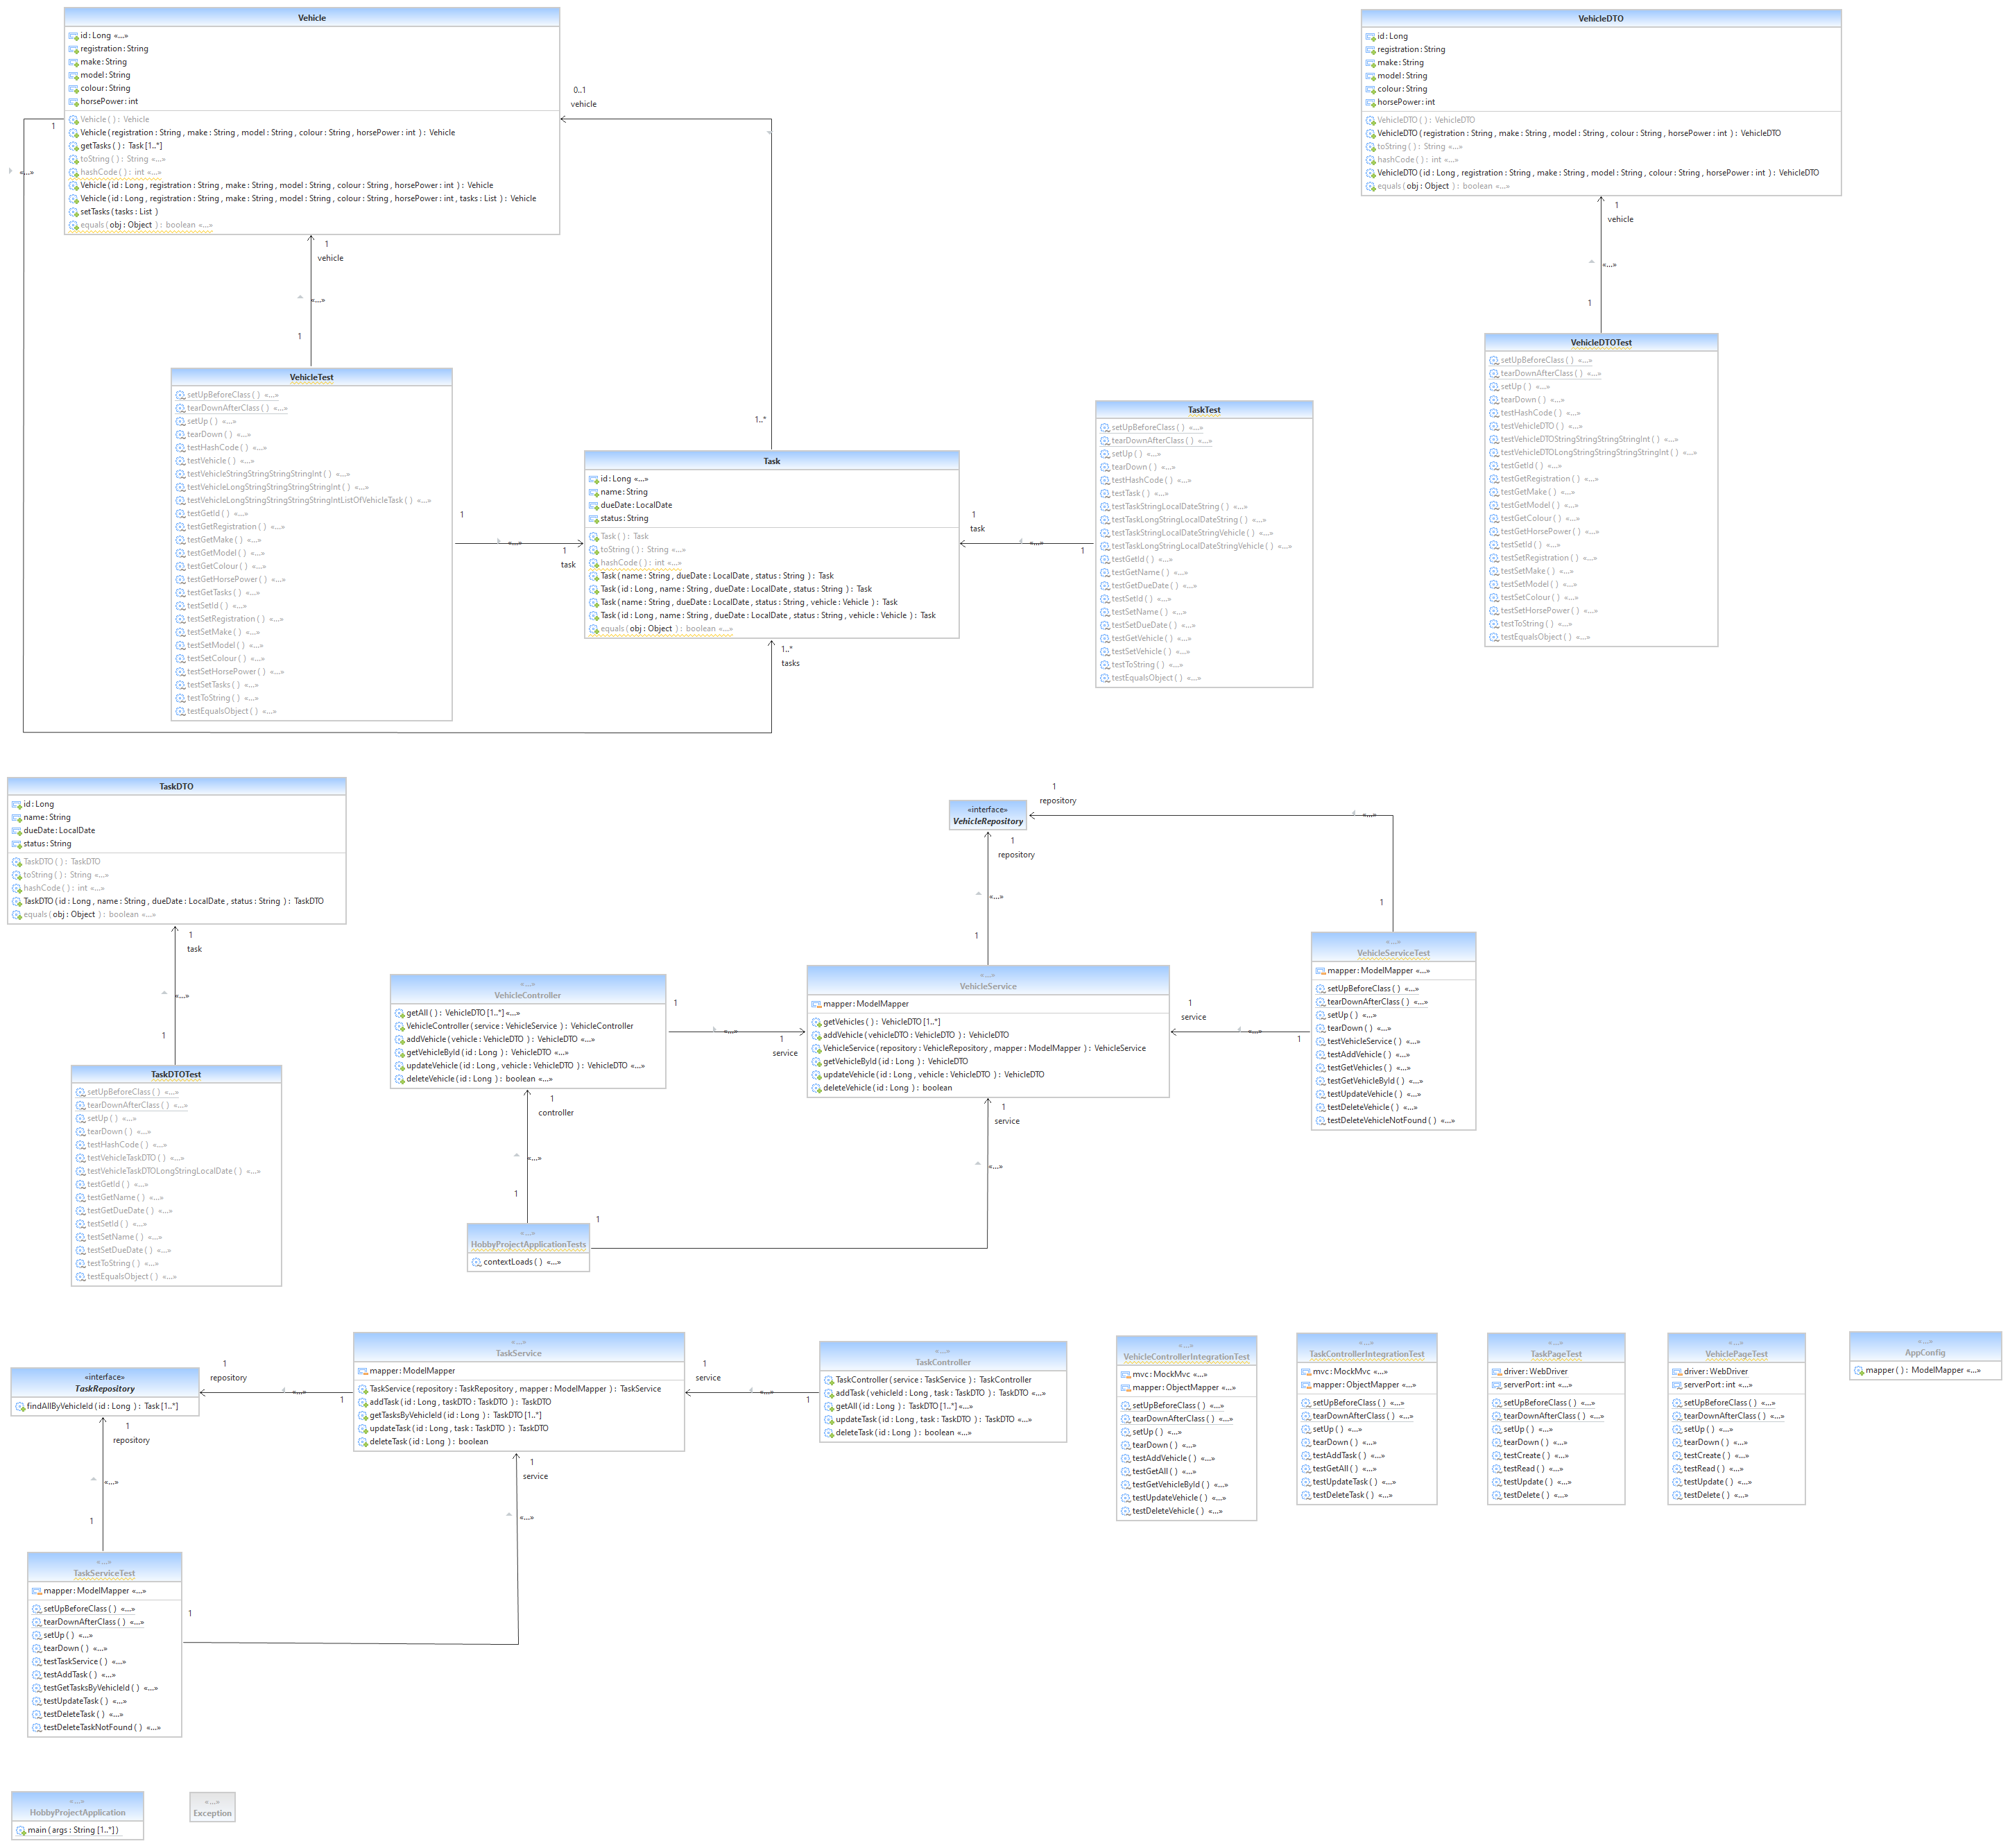 Vehicle
id : Long «...»
registration : String
make : String
model : String
colour : String
horsePower : int
Vehicle ( ) : Vehicle
Vehicle ( registration : String , make : String , model : String , colour : String , horsePower : int ) : Vehicle
getTasks ( ) : Task [1..*]
toString ( ) : String «...»
hashCode ( ) : int «...»
Vehicle ( id : Long , registration : String , make : String , model : String , colour : String , horsePower : int ) : Vehicle
Vehicle ( id : Long , registration : String , make : String , model : String , colour : String , horsePower : int , tasks : List ) : Vehicle
setTasks ( tasks : List )
equals ( obj : Object ) : boolean «...»
0..1
vehicle
1
«...»
1
vehicle
«...»
1
VehicleDTO
id : Long
registration : String
make : String
model : String
colour : String
horsePower : int
VehicleDTO ( ) : VehicleDTO
VehicleDTO ( registration : String , make : String , model : String , colour : String , horsePower : int ) : VehicleDTO
toString ( ) : String «...»
hashCode ( ) : int «...»
VehicleDTO ( id : Long , registration : String , make : String , model : String , colour : String , horsePower : int ) : VehicleDTO
equals ( obj : Object ) : boolean «...»
1
vehicle
«...»
1
VehicleTest
setUpBeforeClass ( ) «...»
tearDownAfterClass ( ) «...»
setUp ( ) «...»
tearDown ( ) «...»
testHashCode ( ) «...»
testVehicle ( ) «...»
testVehicleStringStringStringStringInt ( ) «...»
testVehicleLongStringStringStringStringInt ( ) «...»
testVehicleLongStringStringStringStringIntListOfVehicleTask ( ) «...»
testGetId ( ) «...»
testGetRegistration ( ) «...»
testGetMake ( ) «...»
testGetModel ( ) «...»
testGetColour ( ) «...»
testGetHorsePower ( ) «...»
testGetTasks ( ) «...»
testSetId ( ) «...»
testSetRegistration ( ) «...»
testSetMake ( ) «...»
testSetModel ( ) «...»
testSetColour ( ) «...»
testSetHorsePower ( ) «...»
testSetTasks ( ) «...»
testToString ( ) «...»
testEqualsObject ( ) «...»
1
«...»
1
task
1..*
Task
id : Long «...»
name : String
dueDate : LocalDate
status : String
Task ( ) : Task
toString ( ) : String «...»
hashCode ( ) : int «...»
Task ( name : String , dueDate : LocalDate , status : String ) : Task
Task ( id : Long , name : String , dueDate : LocalDate , status : String ) : Task
Task ( name : String , dueDate : LocalDate , status : String , vehicle : Vehicle ) : Task
Task ( id : Long , name : String , dueDate : LocalDate , status : String , vehicle : Vehicle ) : Task
equals ( obj : Object ) : boolean «...»
1..*
tasks
1
task
«...»
1
TaskTest
setUpBeforeClass ( ) «...»
tearDownAfterClass ( ) «...»
setUp ( ) «...»
tearDown ( ) «...»
testHashCode ( ) «...»
testTask ( ) «...»
testTaskStringLocalDateString ( ) «...»
testTaskLongStringLocalDateString ( ) «...»
testTaskStringLocalDateStringVehicle ( ) «...»
testTaskLongStringLocalDateStringVehicle ( ) «...»
testGetId ( ) «...»
testGetName ( ) «...»
testGetDueDate ( ) «...»
testSetId ( ) «...»
testSetName ( ) «...»
testSetDueDate ( ) «...»
testGetVehicle ( ) «...»
testSetVehicle ( ) «...»
testToString ( ) «...»
testEqualsObject ( ) «...»
VehicleDTOTest
setUpBeforeClass ( ) «...»
tearDownAfterClass ( ) «...»
setUp ( ) «...»
tearDown ( ) «...»
testHashCode ( ) «...»
testVehicleDTO ( ) «...»
testVehicleDTOStringStringStringStringInt ( ) «...»
testVehicleDTOLongStringStringStringStringInt ( ) «...»
testGetId ( ) «...»
testGetRegistration ( ) «...»
testGetMake ( ) «...»
testGetModel ( ) «...»
testGetColour ( ) «...»
testGetHorsePower ( ) «...»
testSetId ( ) «...»
testSetRegistration ( ) «...»
testSetMake ( ) «...»
testSetModel ( ) «...»
testSetColour ( ) «...»
testSetHorsePower ( ) «...»
testToString ( ) «...»
testEqualsObject ( ) «...»
TaskDTO
id : Long
name : String
dueDate : LocalDate
status : String
TaskDTO ( ) : TaskDTO
toString ( ) : String «...»
hashCode ( ) : int «...»
TaskDTO ( id : Long , name : String , dueDate : LocalDate , status : String ) : TaskDTO
equals ( obj : Object ) : boolean «...»
1
task
«...»
1
TaskDTOTest
setUpBeforeClass ( ) «...»
tearDownAfterClass ( ) «...»
setUp ( ) «...»
tearDown ( ) «...»
testHashCode ( ) «...»
testVehicleTaskDTO ( ) «...»
testVehicleTaskDTOLongStringLocalDate ( ) «...»
testGetId ( ) «...»
testGetName ( ) «...»
testGetDueDate ( ) «...»
testSetId ( ) «...»
testSetName ( ) «...»
testSetDueDate ( ) «...»
testToString ( ) «...»
testEqualsObject ( ) «...»
«interface»
VehicleRepository
1
repository
«...»
1
1
repository
«...»
1
«...»
VehicleController
getAll ( ) : VehicleDTO [1..*] «...»
VehicleController ( service : VehicleService ) : VehicleController
addVehicle ( vehicle : VehicleDTO ) : VehicleDTO «...»
getVehicleById ( id : Long ) : VehicleDTO «...»
updateVehicle ( id : Long , vehicle : VehicleDTO ) : VehicleDTO «...»
deleteVehicle ( id : Long ) : boolean «...»
1
«...»
1
service
«...»
VehicleService
mapper : ModelMapper
getVehicles ( ) : VehicleDTO [1..*]
addVehicle ( vehicleDTO : VehicleDTO ) : VehicleDTO
VehicleService ( repository : VehicleRepository , mapper : ModelMapper ) : VehicleService
getVehicleById ( id : Long ) : VehicleDTO
updateVehicle ( id : Long , vehicle : VehicleDTO ) : VehicleDTO
deleteVehicle ( id : Long ) : boolean
1
service
«...»
1
«...»
VehicleServiceTest
mapper : ModelMapper «...»
setUpBeforeClass ( ) «...»
tearDownAfterClass ( ) «...»
setUp ( ) «...»
tearDown ( ) «...»
testVehicleService ( ) «...»
testAddVehicle ( ) «...»
testGetVehicles ( ) «...»
testGetVehicleById ( ) «...»
testUpdateVehicle ( ) «...»
testDeleteVehicle ( ) «...»
testDeleteVehicleNotFound ( ) «...»
1
controller
«...»
1
1
service
«...»
1
«...»
HobbyProjectApplicationTests
contextLoads ( ) «...»
«interface»
TaskRepository
findAllByVehicleId ( id : Long ) : Task [1..*]
1
repository
«...»
1
«...»
TaskService
mapper : ModelMapper
TaskService ( repository : TaskRepository , mapper : ModelMapper ) : TaskService
addTask ( id : Long , taskDTO : TaskDTO ) : TaskDTO
getTasksByVehicleId ( id : Long ) : TaskDTO [1..*]
updateTask ( id : Long , task : TaskDTO ) : TaskDTO
deleteTask ( id : Long ) : boolean
1
service
«...»
1
«...»
TaskController
TaskController ( service : TaskService ) : TaskController
addTask ( vehicleId : Long , task : TaskDTO ) : TaskDTO «...»
getAll ( id : Long ) : TaskDTO [1..*] «...»
updateTask ( id : Long , task : TaskDTO ) : TaskDTO «...»
deleteTask ( id : Long ) : boolean «...»
«...»
VehicleControllerIntegrationTest
mvc : MockMvc «...»
mapper : ObjectMapper «...»
setUpBeforeClass ( ) «...»
tearDownAfterClass ( ) «...»
setUp ( ) «...»
tearDown ( ) «...»
testAddVehicle ( ) «...»
testGetAll ( ) «...»
testGetVehicleById ( ) «...»
testUpdateVehicle ( ) «...»
testDeleteVehicle ( ) «...»
«...»
TaskControllerIntegrationTest
mvc : MockMvc «...»
mapper : ObjectMapper «...»
setUpBeforeClass ( ) «...»
tearDownAfterClass ( ) «...»
setUp ( ) «...»
tearDown ( ) «...»
testAddTask ( ) «...»
testGetAll ( ) «...»
testUpdateTask ( ) «...»
testDeleteTask ( ) «...»
«...»
TaskPageTest
driver : WebDriver
serverPort : int «...»
setUpBeforeClass ( ) «...»
tearDownAfterClass ( ) «...»
setUp ( ) «...»
tearDown ( ) «...»
testCreate ( ) «...»
testRead ( ) «...»
testUpdate ( ) «...»
testDelete ( ) «...»
«...»
VehiclePageTest
driver : WebDriver
serverPort : int «...»
setUpBeforeClass ( ) «...»
tearDownAfterClass ( ) «...»
setUp ( ) «...»
tearDown ( ) «...»
testCreate ( ) «...»
testRead ( ) «...»
testUpdate ( ) «...»
testDelete ( ) «...»
«...»
AppConfig
mapper ( ) : ModelMapper «...»
1
repository
«...»
1
1
service
«...»
1
«...»
TaskServiceTest
mapper : ModelMapper «...»
setUpBeforeClass ( ) «...»
tearDownAfterClass ( ) «...»
setUp ( ) «...»
tearDown ( ) «...»
testTaskService ( ) «...»
testAddTask ( ) «...»
testGetTasksByVehicleId ( ) «...»
testUpdateTask ( ) «...»
testDeleteTask ( ) «...»
testDeleteTaskNotFound ( ) «...»
«...»
HobbyProjectApplication
main ( args : String [1..*] )
«...»
Exception